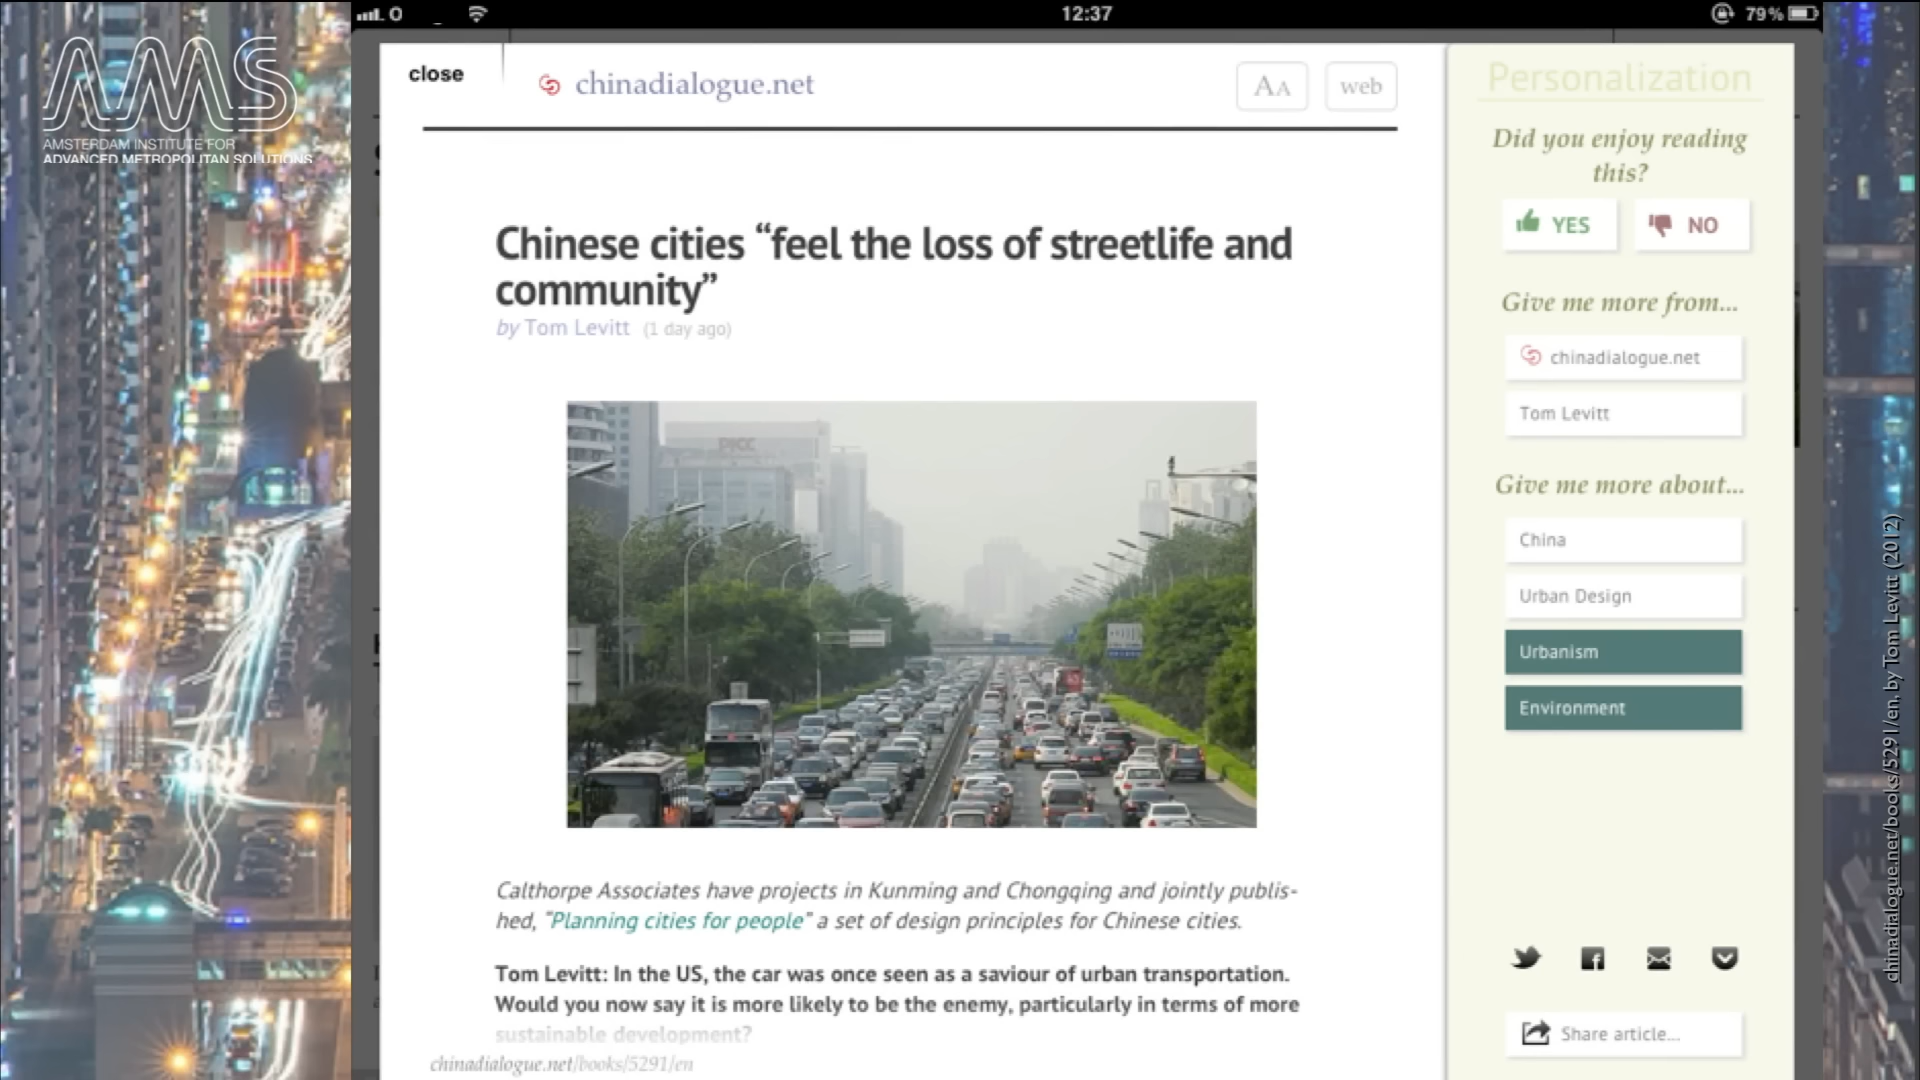 AMS
AMSTERDAM INSTITUTE FOR
ADVANCED METROPOLITAN SOLUTIONS
12:37
79%
close
chinadialogue.net
AA
web
Chinese cities “feel the loss of streetlife and
community”
by Tom Levitt (1 day ago)
PICC
Calthorpe Associates have projects in Kunming and Chongqing and jointly publis-
hed, "Planning cities for people" a set of design principles for Chinese cities.
Tom Levitt: In the US, the car was once seen as a saviour of urban transportation.
Would you now say it is more likely to be the enemy, particularly in terms of more
sustainable development?
chinadialogue.net/books/5291/en
Personalization
Did you enjoy reading
this?
YES
NO
Give me more from...
chinadialogue.net
Tom Levitt
Give me more about...
China
Urban Design
Urbanism
Environment
Share article...
chinadialogue.net/books/5291/en, by Tom Levitt (2012)